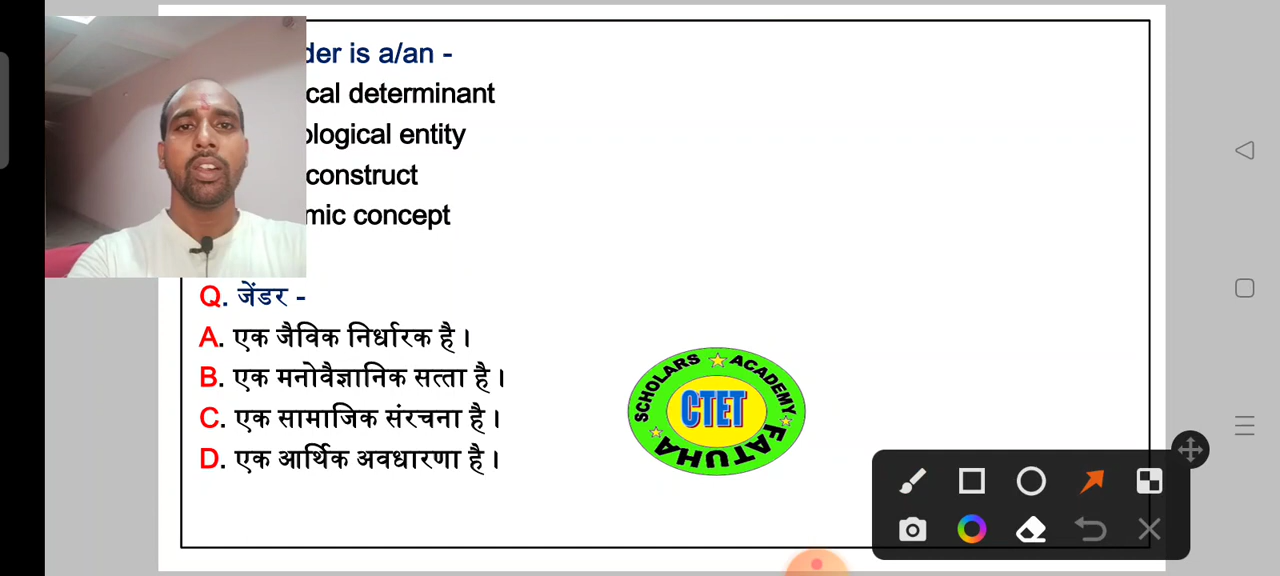 der is a/an -
cal determinant
ological entity
construct
mic concept
Q. जेंडर -
A. एक जैविक निर्धारक है।
B. एक मनोवैज्ञानिक सत्ता है।
C. एक सामाजिक संरचना है।
D. एक आर्थिक अवधारणा है।
SCHOLARS ACADEMY
CTET
FATUHA